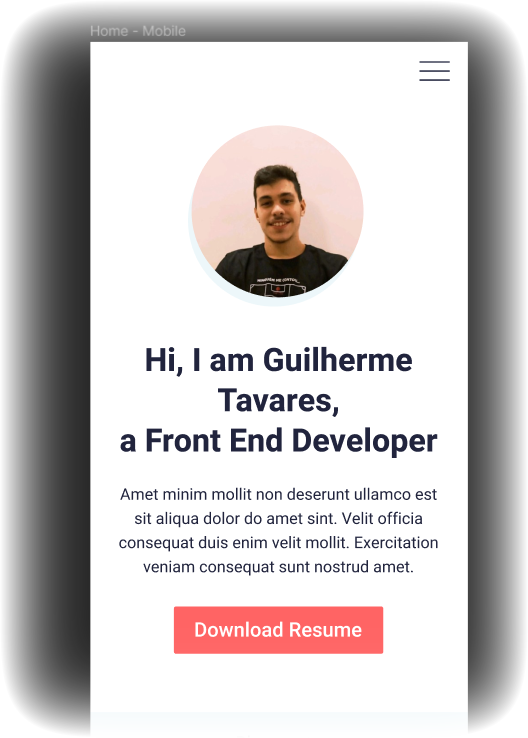 Home - Mobile
Hi, I am Guilherme
Tavares,
a Front End Developer
Amet minim mollit non deserunt ullamco est
sit aliqua dolor do amet sint. Velit officia
consequat duis enim velit mollit. Exercitation
veniam consequat sunt nostrud amet.
Download Resume